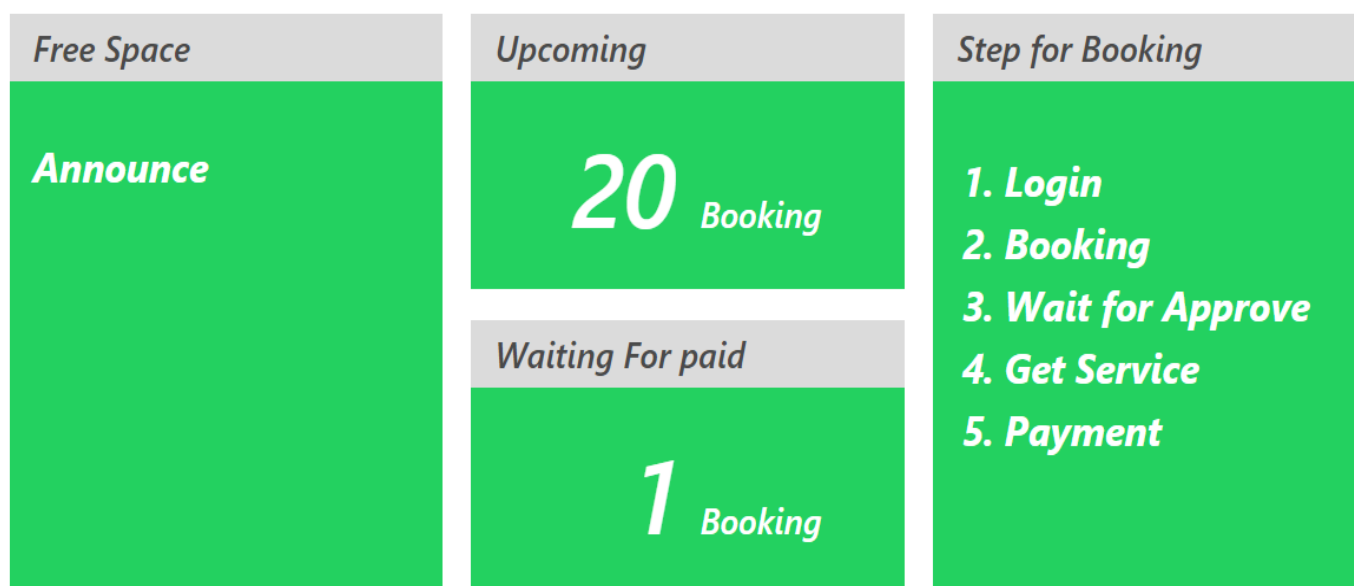 Free Space
Announce
Upcoming
20 Booking
Waiting For paid
1 Booking
Step for Booking
1. Login
2. Booking
3. Wait for Approve
4. Get Service
5. Payment